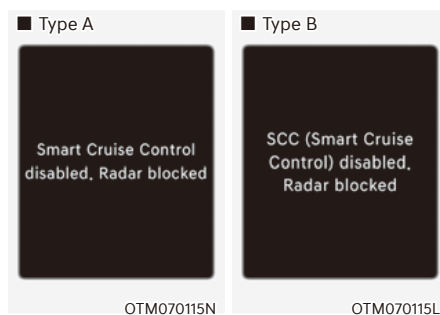 ■ Type A
Smart Cruise Control
disabled. Radar blocked
OTM070115N
■ Type B
SCC (Smart Cruise
Control) disabled.
Radar blocked
OTM070115L